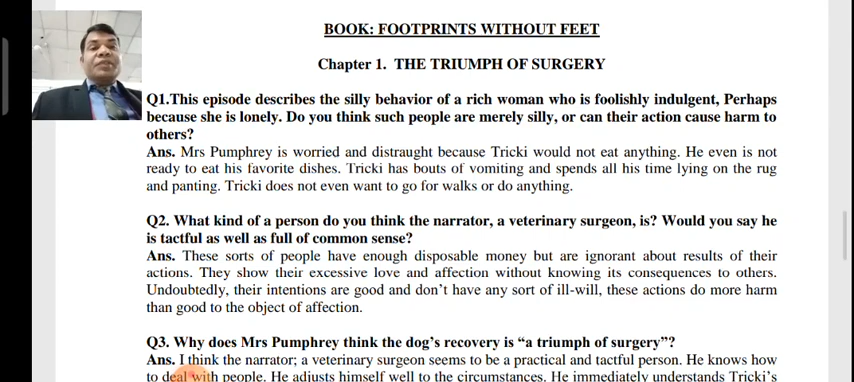 BOOK: FOOTPRINTS WITHOUT FEET
Chapter 1. THE TRIUMPH OF SURGERY
Q1.This episode describes the silly behavior of a rich woman who is foolishly indulgent, Perhaps
because she is lonely. Do you think such people are merely silly, or can their action cause harm to
others?
Ans. Mrs Pumphrey is worried and distraught because Tricki would not eat anything. He even is not
ready to eat his favorite dishes. Tricki has bouts of vomiting and spends all his time lying on the rug
and panting. Tricki does not even want to go for walks or do anything.
Q2. What kind of a person do you think the narrator, a veterinary surgeon, is? Would you say he
is tactful as well as full of common sense?
Ans. These sorts of people have enough disposable money but are ignorant about results of their
actions. They show their excessive love and affection without knowing its consequences to others.
Undoubtedly, their intentions are good and don't have any sort of ill-will, these actions do more harm
than good to the object of affection.
Q3. Why does Mrs Pumphrey think the dog's recovery is “a triumph of surgery”?
Ans. I think the narrator; a veterinary surgeon seems to be a practical and tactful person. He knows how
to deal with people. He adjusts himself well to the circumstances. He immediately understands Tricki's